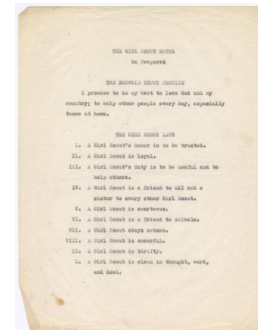 THE GIRL SCOUT MOTTO
Be Prepared
THE BROWNIE SCOUT PROMISE
I promise to do my best to love God and my
country; to help other people every day, especially
those at home.
THE GIRL SCOUT LAWS
I. A Girl Scout's honor is to be trusted.
II. A Girl Scout is loyal.
III. A Girl Scout's duty is to be useful and to
help others.
IV. A Girl Scout is a friend to all and a
sister to every other Girl Scout.
V. A Girl Scout is courteous.
VI. A Girl Scout is a friend to animals.
VII. A Girl Scout obeys orders.
VIII. A Girl Scout is cheerful.
IX. A Girl Scout is thrifty.
X. A Girl Scout is clean in thought, word,
and deed.